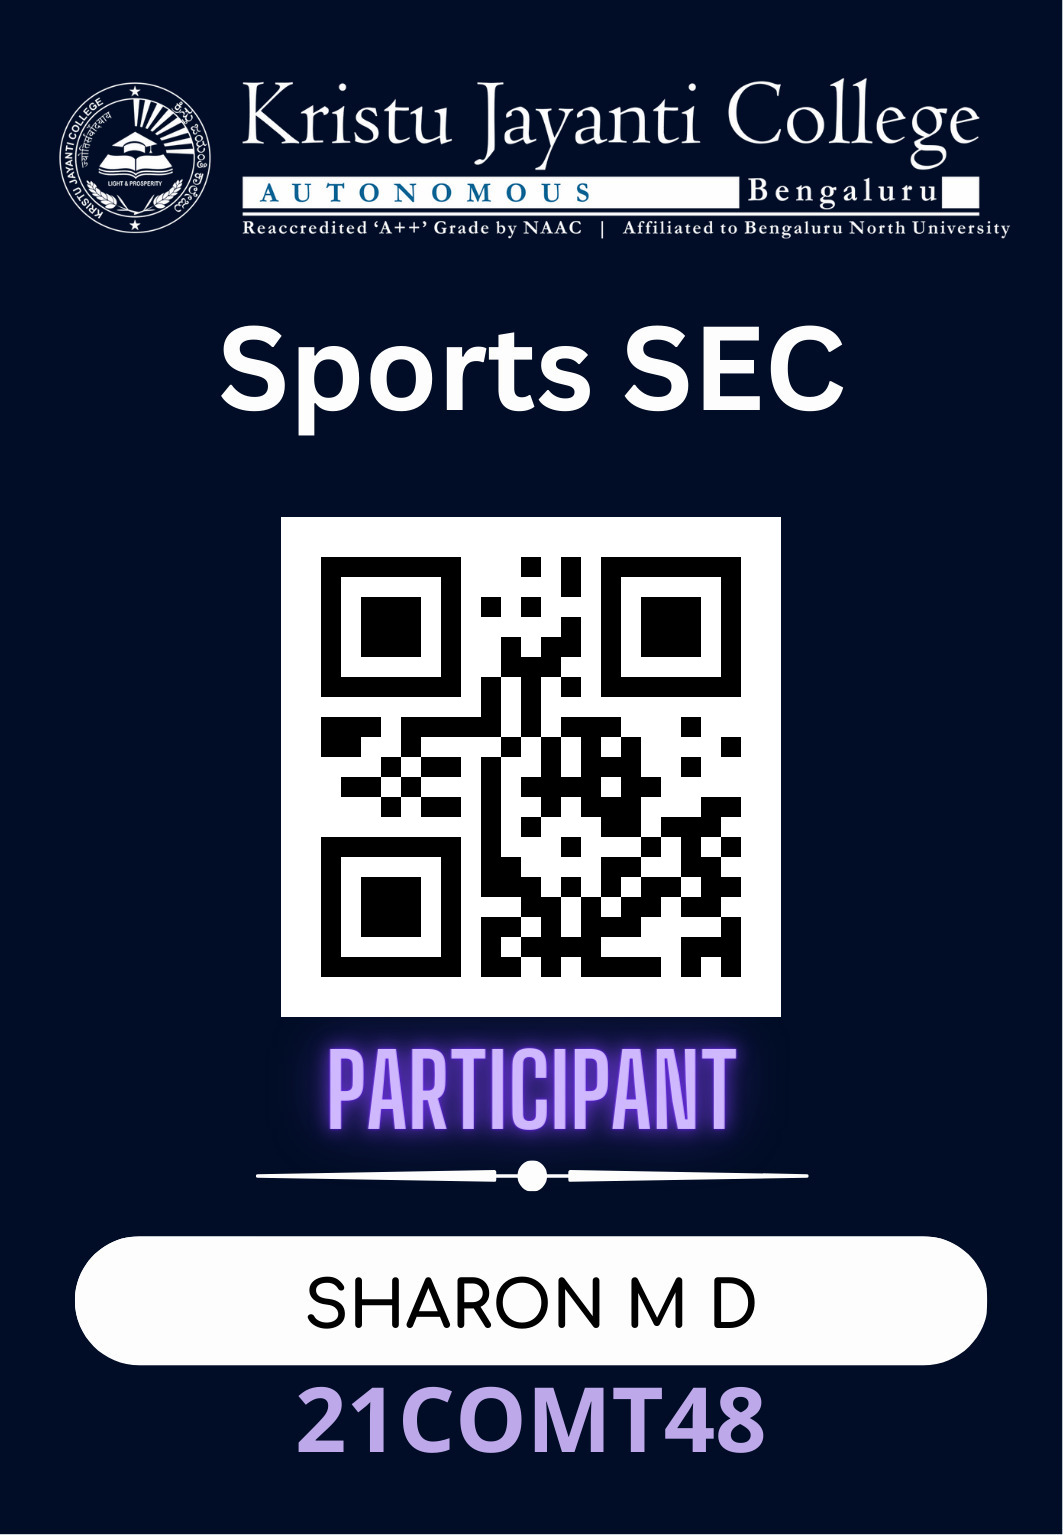 Kristu Jayanti College
AUTONOMOUS Bengaluru
Reaccredited ‘A++’ Grade by NAAC | Affiliated to Bengaluru North University
KRISTU JAYANTI COLLEGE
ಕ್ರಿಸ್ತು ಜಯಂತಿ ಕಾಲೇಜು
LIGHT & PROSPERITY
Sports SEC
PARTICIPANT
SHARON M D
21COMT48